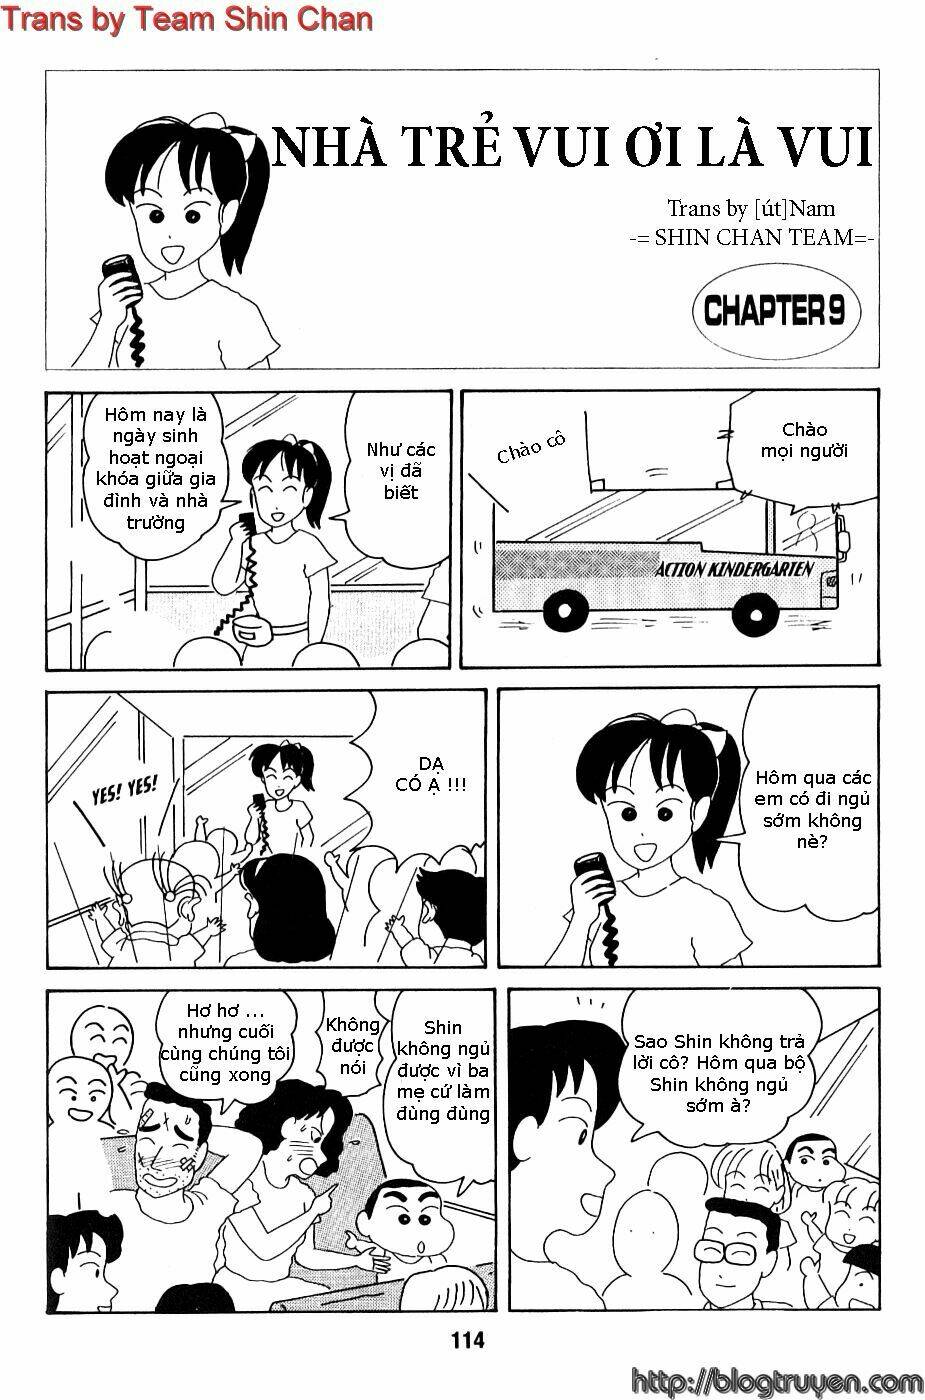 Trans by Team Shin Chan
NHÀ TRẺ VUI ƠI LÀ VUI
Trans by [út]Nam
-= SHIN CHAN TEAM=-
CHAPTER 9
Chào
mọi người
Chào cô
ACTION KINDERGARTEN
Như các
vị đã
biết
Hôm nay là
ngày sinh
hoạt ngoại
khóa giữa gia
đình và nhà
trường
Hôm qua các
em có đi ngủ
sớm không
nè?
DẠ
CÓ Ạ !!!
YES! YES!
Sao Shin không trả
lời cô? Hôm qua bộ
Shin không ngủ
sớm à?
Shin
không ngủ
được vì ba
mẹ cứ làm
đùng đùng
Không
được
nói
Hơ hơ ...
nhưng cuối
cùng chúng tôi
cũng xong
114
http://blogtruyen.com